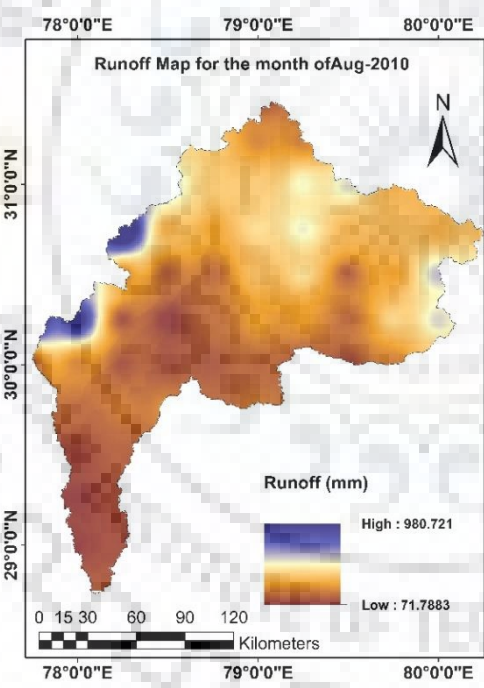 78°0'0"E 79°0'0"E 80°0'0"E
Runoff Map for the month ofAug-2010
N
31°0'0"N
30°0'0"N
29°0'0"N
Runoff (mm)
High : 980.721
Low : 71.7883
0 15 30 60 90 120
Kilometers
78°0'0"E 79°0'0"E 80°0'0"E